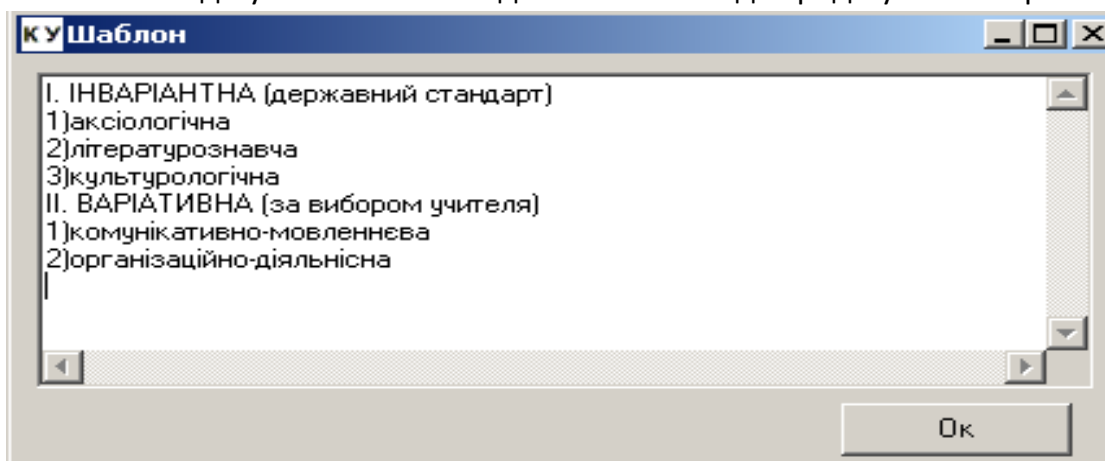 КУ Шаблон
І. ІНВАРІАНТНА (державний стандарт)
1)аксіологічна
2)літературознавча
3)культурологічна
ІІ. ВАРІАТИВНА (за вибором учителя)
1)комунікативно-мовленнєва
2)організаційно-діяльнісна
Ок